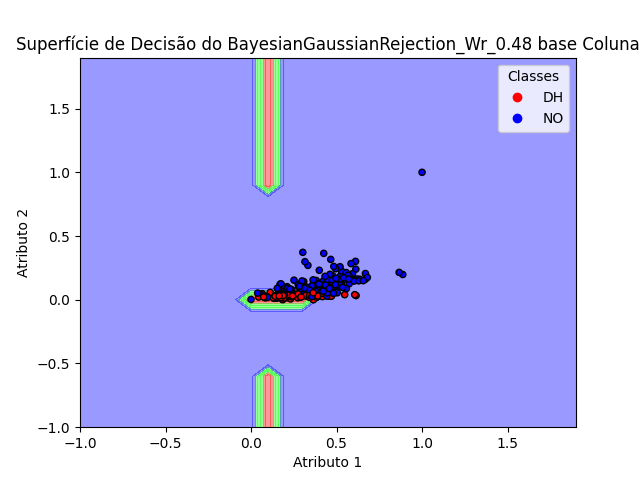 Superfície de Decisão do BayesianGaussianRejection_Wr_0.48 base Coluna
Classes
DH
NO
Atributo 2
1.5
1.0
0.5
0.0
−0.5
−1.0
−1.0
−0.5
0.0
0.5
1.0
1.5
Atributo 1